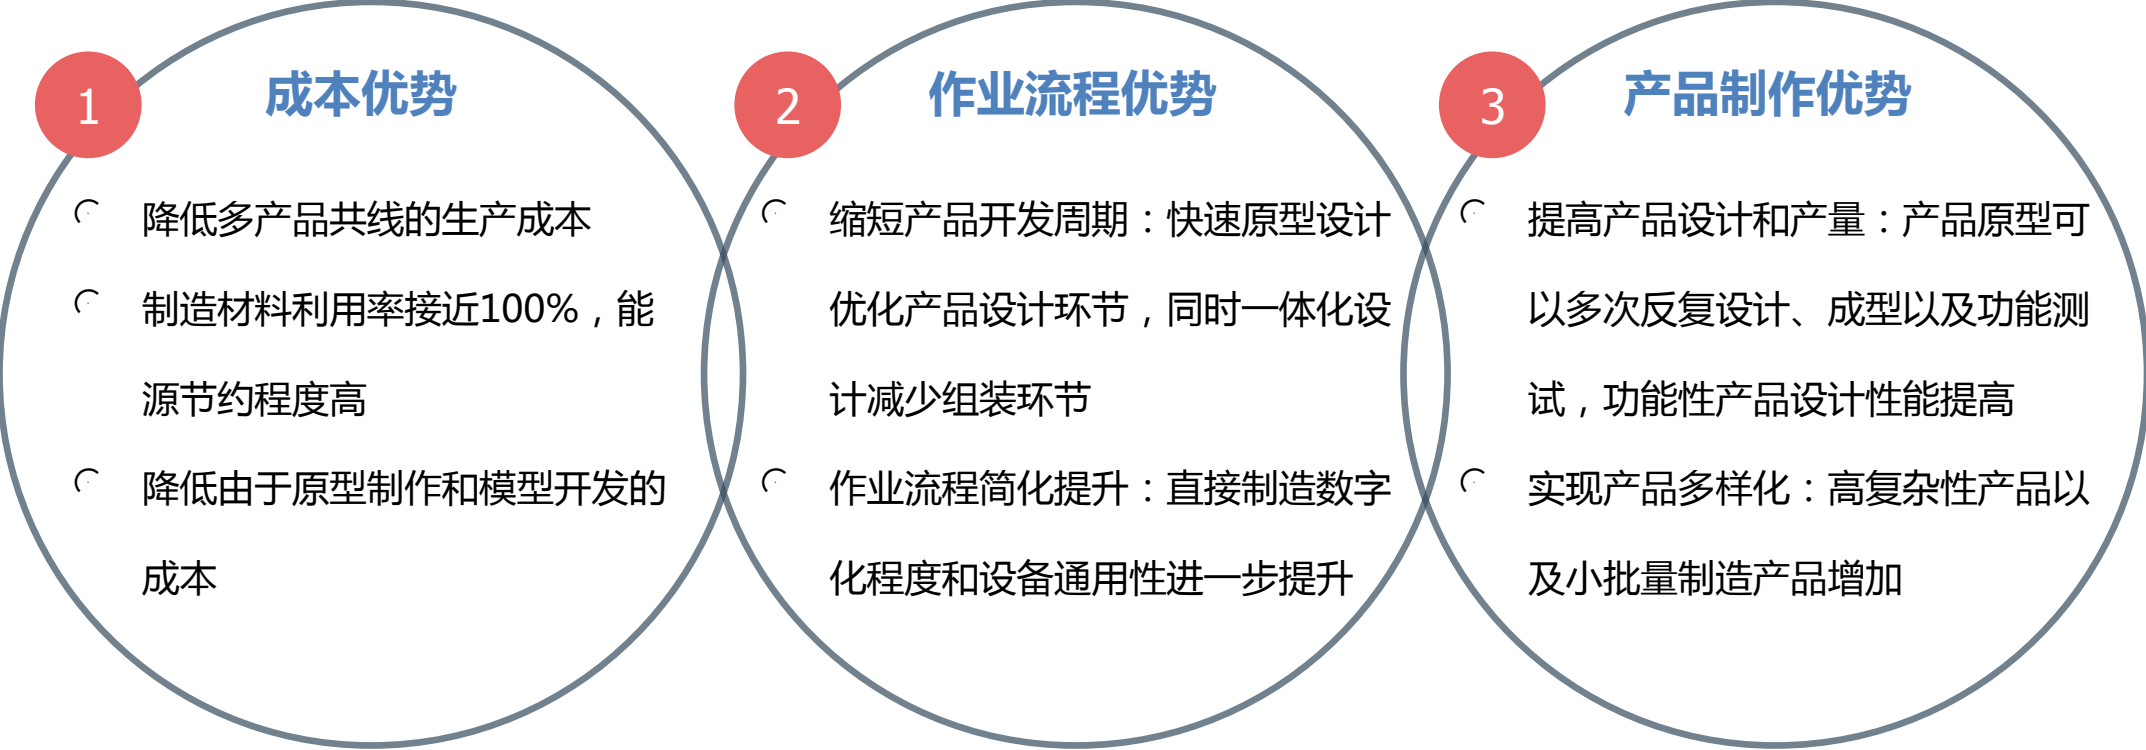 1
成本优势
降低多产品共线的生产成本
制造材料利用率接近100%，能
源节约程度高
降低由于原型制作和模型开发的
成本
2
作业流程优势
缩短产品开发周期：快速原型设计
优化产品设计环节，同时一体化设
计减少组装环节
作业流程简化提升：直接制造数字
化程度和设备通用性进一步提升
3
产品制作优势
提高产品设计和产量：产品原型可
以多次反复设计、成型以及功能测
试，功能性产品设计性能提高
实现产品多样化：高复杂性产品以
及小批量制造产品增加